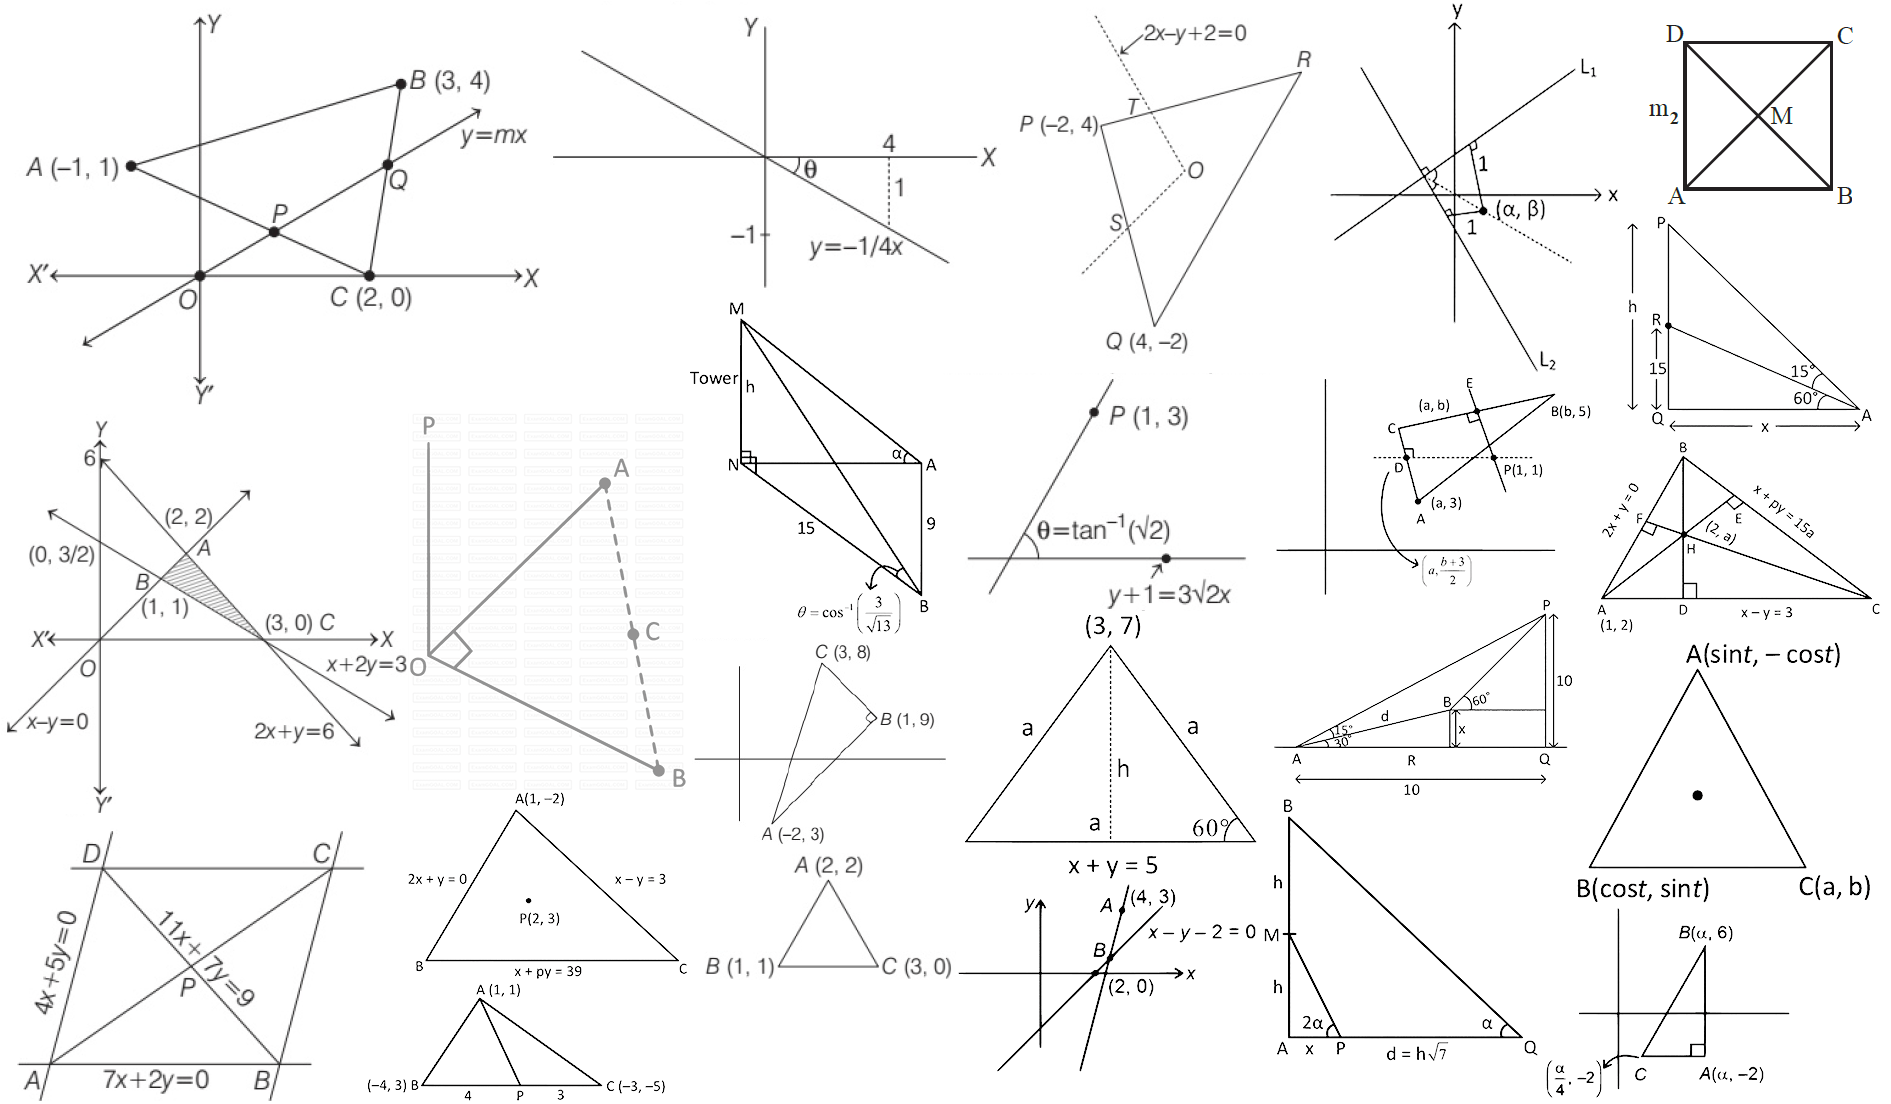 Y
B (3, 4)
y=mx
A (−1, 1)
Q
P
X′
X
O
C (2, 0)
Y′
Y
4
X
θ
1
−1
y=−1/4x
2x−y+2=0
R
T
P (−2, 4)
O
S
Q (4, −2)
y
L₁
1
x
(α, β)
1
L₂
D
C
m₂
M
A
B
P
h
R
15
15°
60°
Q
A
x
M
Tower
h
N
α
A
15
9
B
θ = cos⁻¹(3/√13)
P (1, 3)
θ=tan⁻¹(√2)
y+1=3√2x
E
(a, b)
B(b, 5)
C
D
P(1, 1)
(a, 3)
A
(a, b+3/2)
B
2x + y = 0
x + py = 15a
F
E
(2, a)
H
A
D
C
(1, 2)
x − y = 3
Y
6
(2, 2)
A
(0, 3/2)
B
(1, 1)
(3, 0) C
X′
X
O
x+2y=3
x−y=0
2x+y=6
Y′
P
A
C
O
B
C (3, 8)
B (1, 9)
A (−2, 3)
(3, 7)
a
a
h
a
60°
x + y = 5
P
10
B
60°
d
x
15°
30°
A
R
Q
10
A(sint, − cost)
B(cost, sint)
C(a, b)
D
C
4x+5y=0
11x+7y=9
P
A
7x+2y=0
B
A(1, −2)
2x + y = 0
x − y = 3
P(2, 3)
B
x + py = 39
C
A (1, 1)
(−4, 3) B
4
P
3
C (−3, −5)
A (2, 2)
B (1, 1)
C (3, 0)
y
A
(4, 3)
x − y − 2 = 0
B
x
(2, 0)
B
h
M
h
2α
α
A
x
P
d = h√7
Q
B(α, 6)
(α/4, −2)
C
A(α, −2)